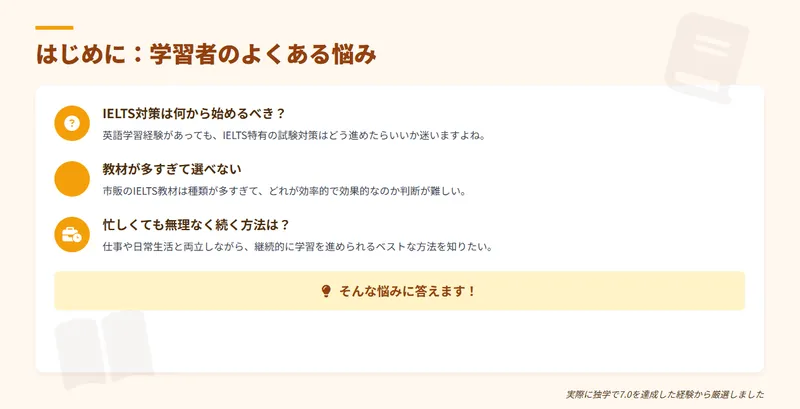 はじめに：学習者のよくある悩み
IELTS対策は何から始めるべき？
英語学習経験があっても、IELTS特有の試験対策はどう進めたらいいか迷いますよね。
教材が多すぎて選べない
市販のIELTS教材は種類が多すぎて、どれが効率的で効果的なのか判断が難しい。
忙しくても無理なく続く方法は？
仕事や日常生活と両立しながら、継続的に学習を進められるベストな方法を知りたい。
そんな悩みに答えます！
実際に独学で7.0を達成した経験から厳選しました